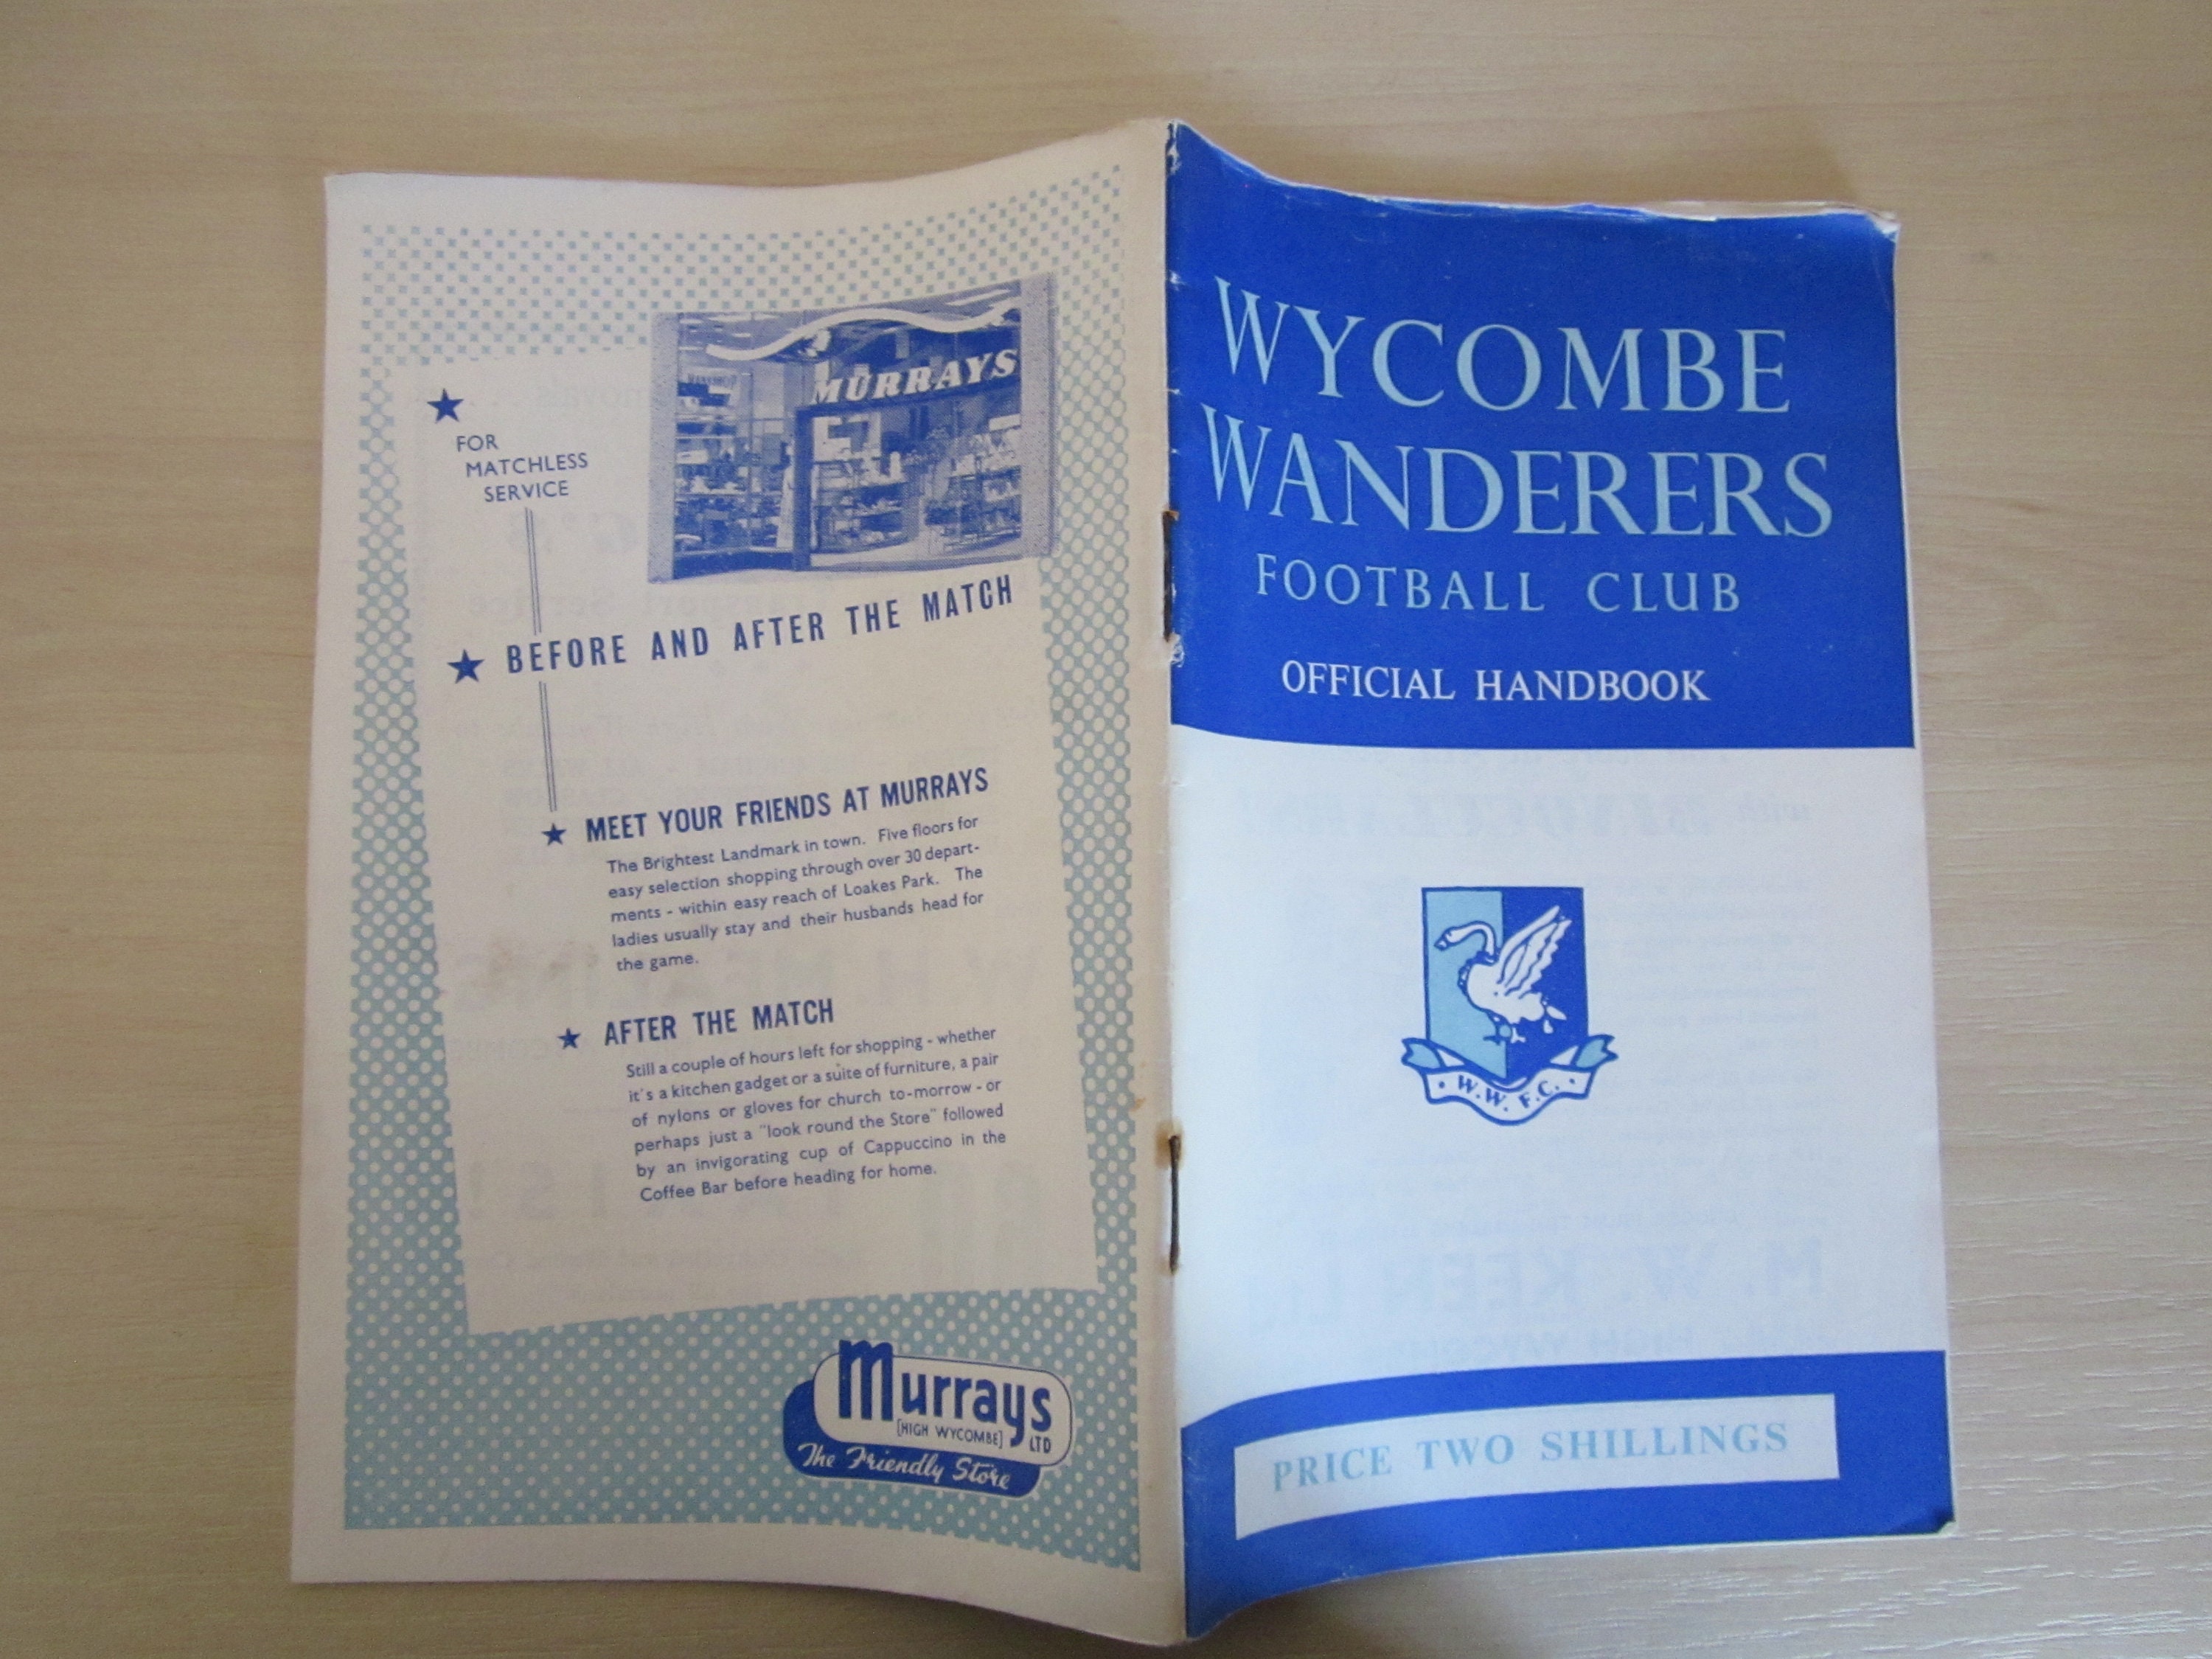 MURRAYS
FOR
MATCHLESS
SERVICE
BEFORE AND AFTER THE MATCH
MEET YOUR FRIENDS AT MURRAYS
The Brightest Landmark in town. Five floors for
easy selection shopping through over 30 depart-
ments - within easy reach of Loakes Park. The
ladies usually stay and their husbands head for
the game.
AFTER THE MATCH
Still a couple of hours left for shopping - whether
it's a kitchen gadget or a suite of furniture, a pair
of nylons or gloves for church to-morrow - or
perhaps just a "look round the Store" followed
by an invigorating cup of Cappuccino in the
Coffee Bar before heading for home.
Murrays
[HIGH WYCOMBE] LTD
The Friendly Store
WYCOMBE
WANDERERS
FOOTBALL CLUB
OFFICIAL HANDBOOK
W.W.F.C.
PRICE TWO SHILLINGS